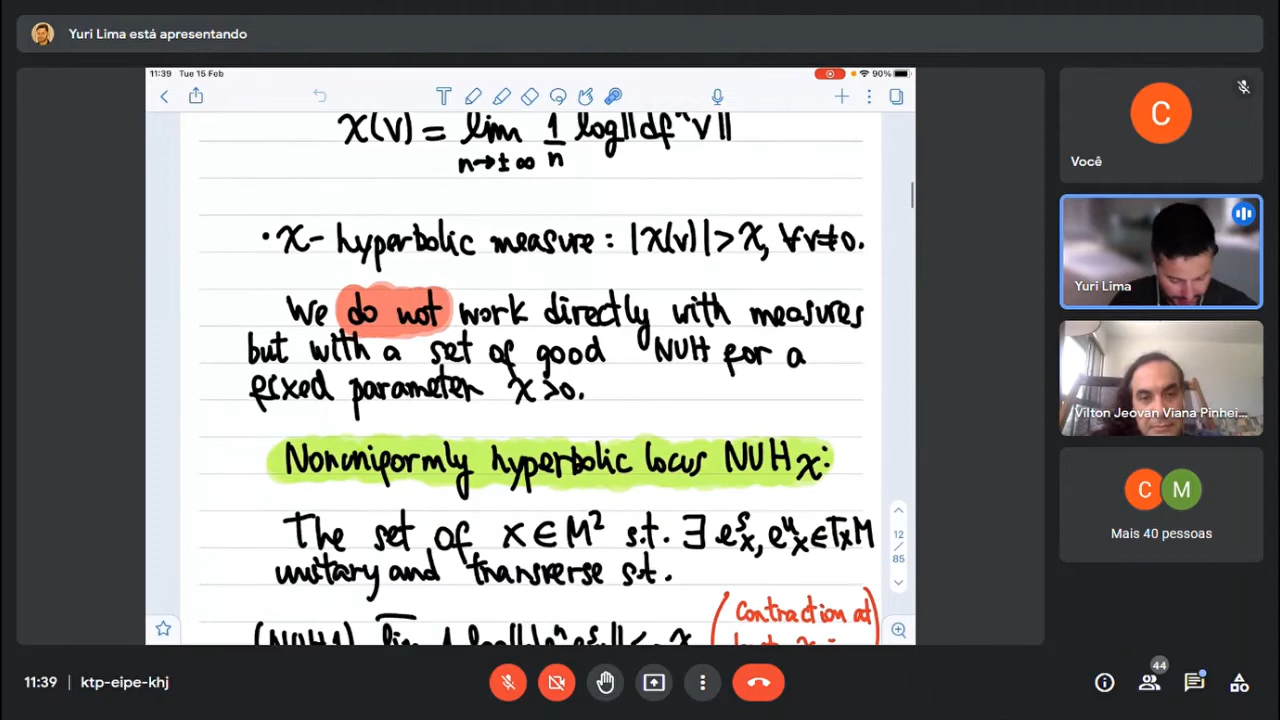 Yuri Lima está apresentando
11:39 Tue 15 Feb
90%
χ(v) = lim 1/n log||df^n v||
n→±∞
• χ- hyperbolic measure : |χ(v)| > χ, ∀v≠0.
We do not work directly with measures
but with a set of good NUH for a
fixed parameter χ>0.
Nonuniformly hyperbolic locus NUHχ:
The set of x ∈ M² s.t. ∃ e^s_x, e^u_x ∈ TxM
unitary and transverse s.t.
(Contraction at
12
85
C
Você
Yuri Lima
Vilton Jeovan Viana Pinhei...
C M
Mais 40 pessoas
11:39 | ktp-eipe-khj
44